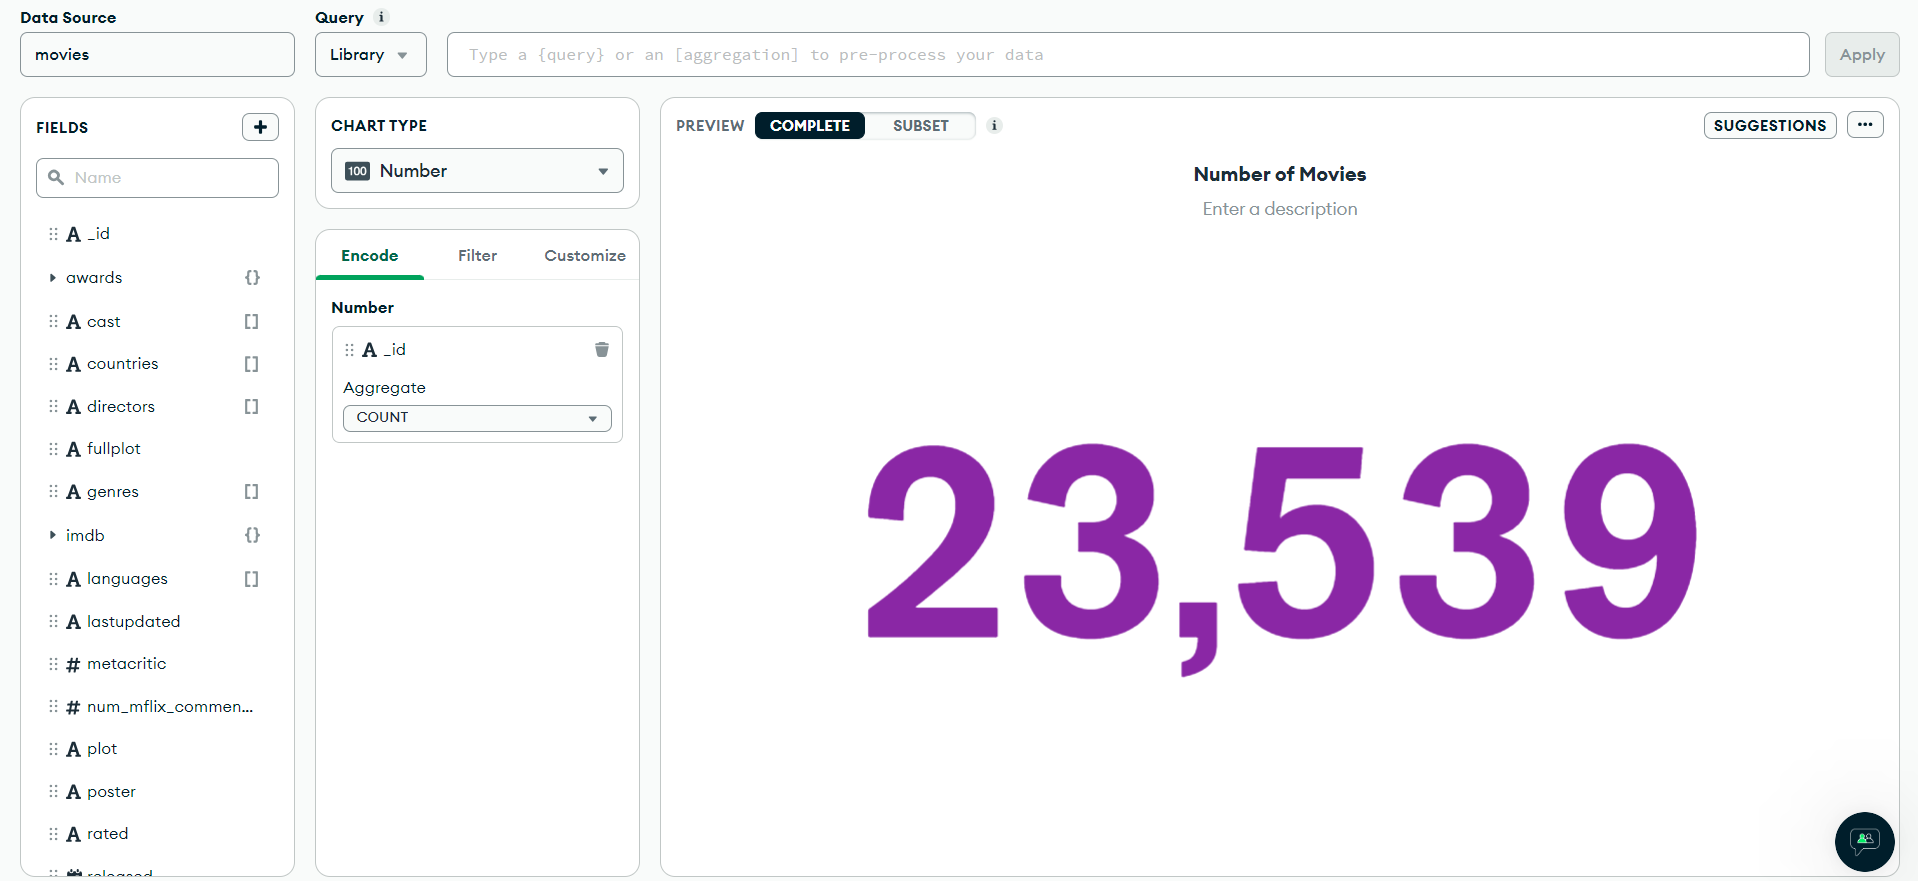 Data Source
movies
Query i
Library
Type a {query} or an [aggregation] to pre-process your data
Apply
FIELDS
+
Name
A _id
awards {}
A cast []
A countries []
A directors []
A fullplot
A genres []
imdb {}
A languages []
A lastupdated
# metacritic
# num_mflix_commen...
A plot
A poster
A rated
released
CHART TYPE
100 Number
Encode Filter Customize
Number
A _id
Aggregate
COUNT
PREVIEW COMPLETE SUBSET i
SUGGESTIONS ...
Number of Movies
Enter a description
23,539